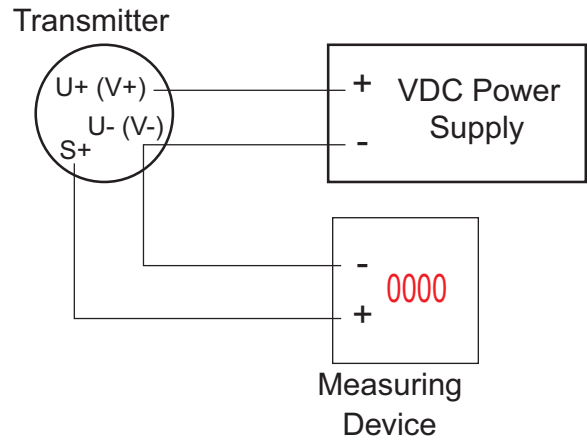 Transmitter
U+ (V+)
U- (V-)
S+
+
VDC Power
Supply
-
-
0000
+
Measuring
Device